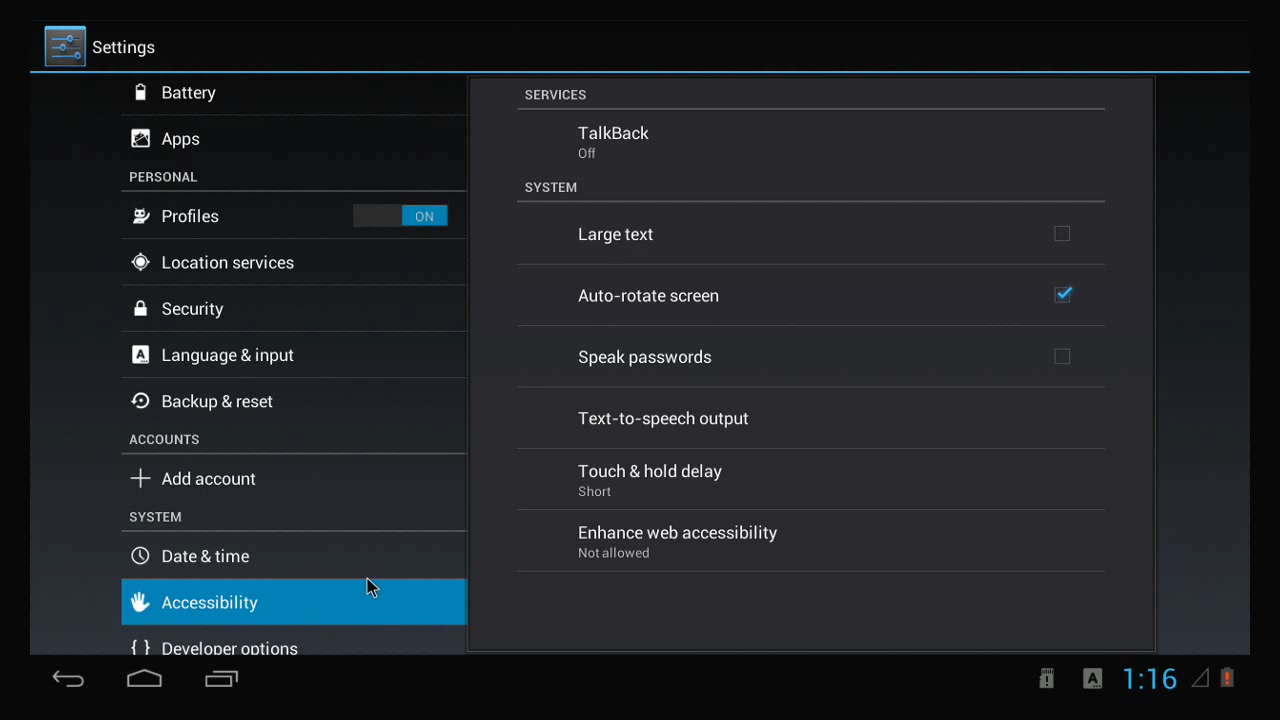 Settings
Battery
Apps
PERSONAL
Profiles
ON
Location services
Security
Language & input
Backup & reset
ACCOUNTS
Add account
SYSTEM
Date & time
Accessibility
Developer options
SERVICES
TalkBack
Off
SYSTEM
Large text
Auto-rotate screen
Speak passwords
Text-to-speech output
Touch & hold delay
Short
Enhance web accessibility
Not allowed
A
1:16